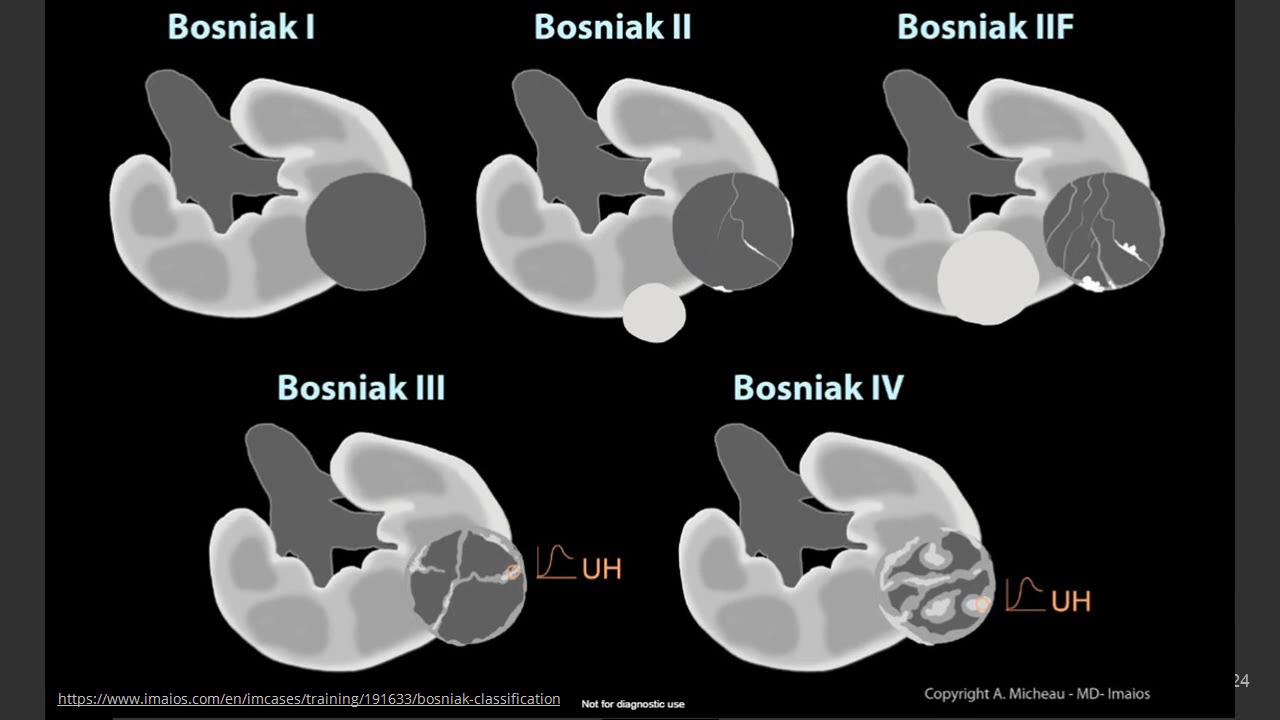 Bosniak I
Bosniak II
Bosniak IIF
Bosniak III
Bosniak IV
UH
UH
24
https://www.imaios.com/en/imcases/training/191633/bosniak-classification
Not for diagnostic use
Copyright A. Micheau - MD- Imaios